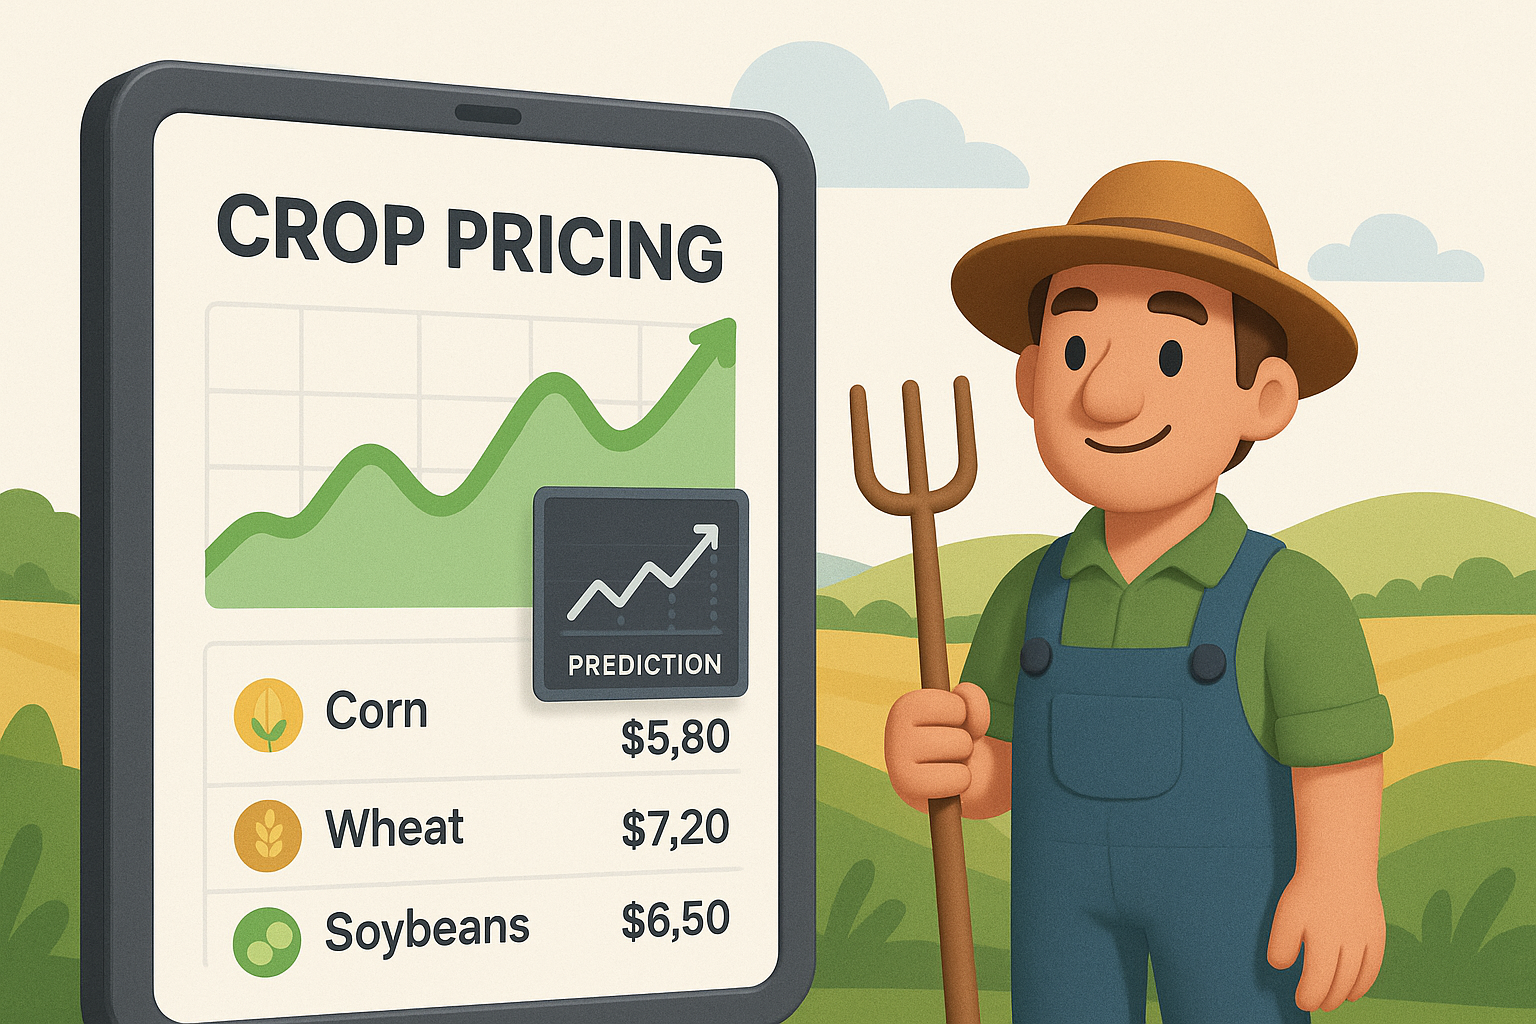 CROP PRICING
PREDICTION
Corn $5,80
Wheat $7,20
Soybeans $6,50